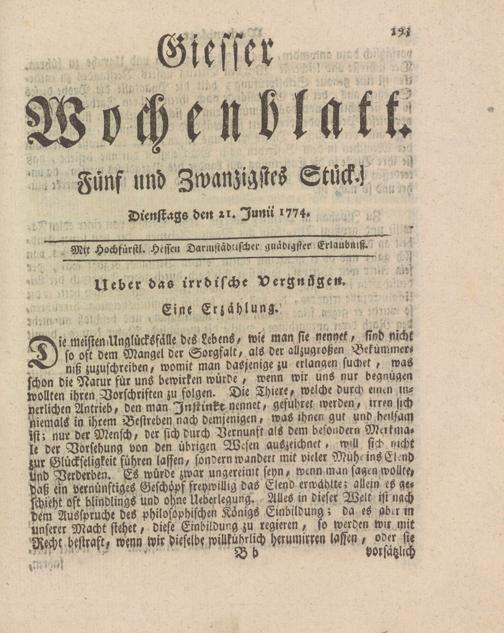 193
Giesser
Wochenblatt.
Fünf und Zwanzigstes Stück.
Dienstags den 21. Junii 1774.
Mit Hochfürstl. Hessen Darmstädtischer gnädigster Erlaubniß.
Ueber das irrdische Vergnügen.
Eine Erzählung.
Die meisten Unglücksfälle des Lebens, wie man sie nennet, sind nicht
so oft dem Mangel der Sorgfalt, als der allzugroßen Bekümmer-
niß zuzuschreiben, womit man dasjenige zu erlangen suchet, was
schon die Natur für uns bewirken würde, wenn wir uns nur begnügen
wollten ihren Vorschriften zu folgen. Die Thiere, welche durch einen in-
nerlichen Antrieb, den man Instinkt nennet, geführet werden, irren sich
niemals in ihrem Bestreben nach demjenigen, was ihnen gut und heilsam
ist; nur der Mensch, der sich durch Vernunft als dem besondern Merkma-
le der Vorsehung von den übrigen Wesen auszeichnet, will sich nicht
zur Glückseligkeit führen lassen, sondern wandert mit vieler Mühe ins Elend
und Verderben. Es würde zwar ungereimt seyn, wenn man sagen wollte,
daß ein vernünftiges Geschöpf freywillig das Elend erwählte; allein es ge-
schieht oft blindlings und ohne Ueberlegung. Alles in dieser Welt ist nach
dem Ausspruche des philosophischen Königs Einbildung; da es aber in
unserer Macht stehet, diese Einbildung zu regieren, so werden wir mit
Recht bestraft, wenn wir dieselbe willkührlich herumirren lassen, oder sie
B b vorsätzlich